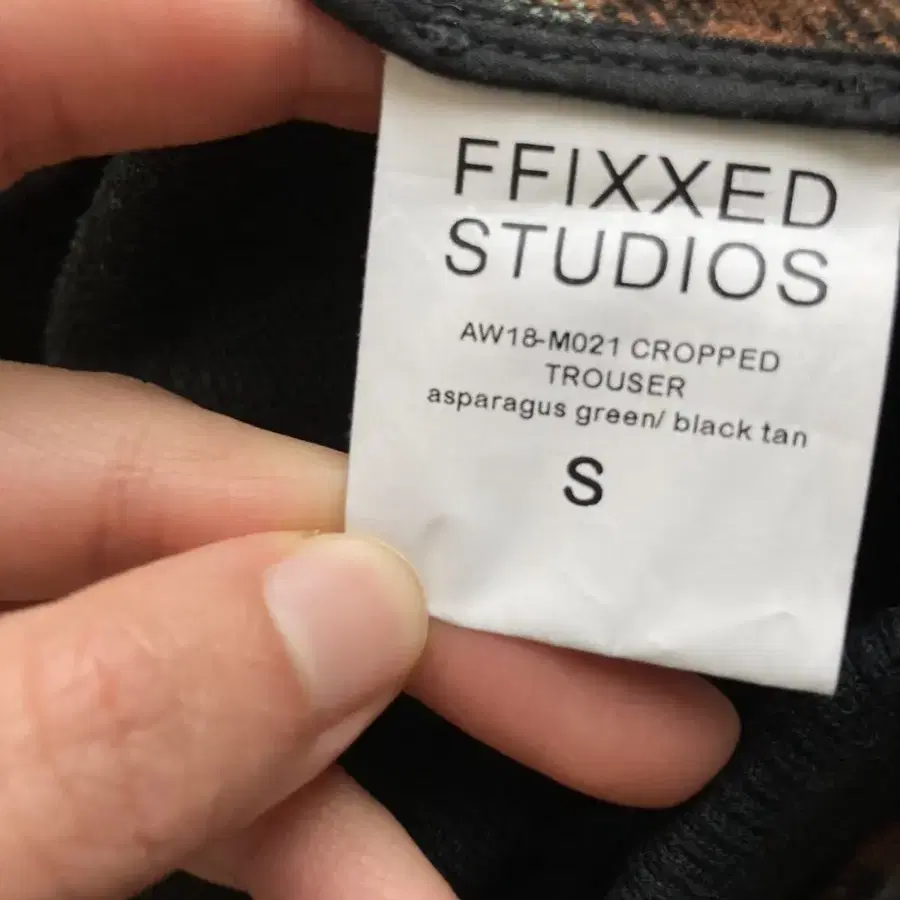 FFIXXED
STUDIOS
AW18-M021 CROPPED
TROUSER
asparagus green/ black tan
S